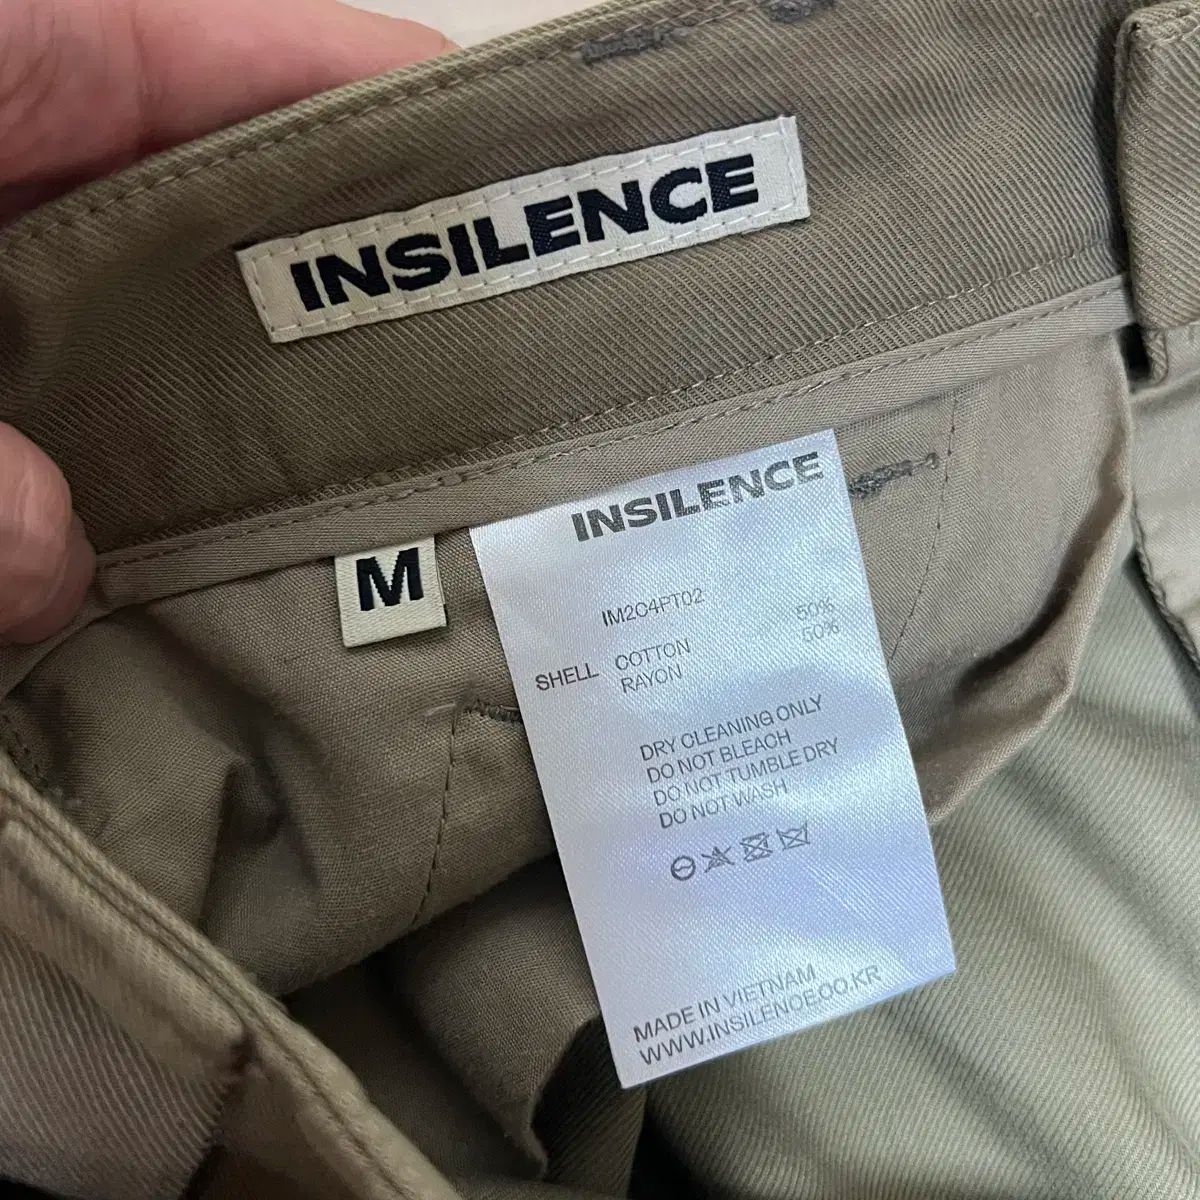 INSILENCE
M
INSILENCE
IM2C4PT02
SHELL COTTON 50%
RAYON 50%
DRY CLEANING ONLY
DO NOT BLEACH
DO NOT TUMBLE DRY
DO NOT WASH
MADE IN VIETNAM
WWW.INSILENCE.CO.KR